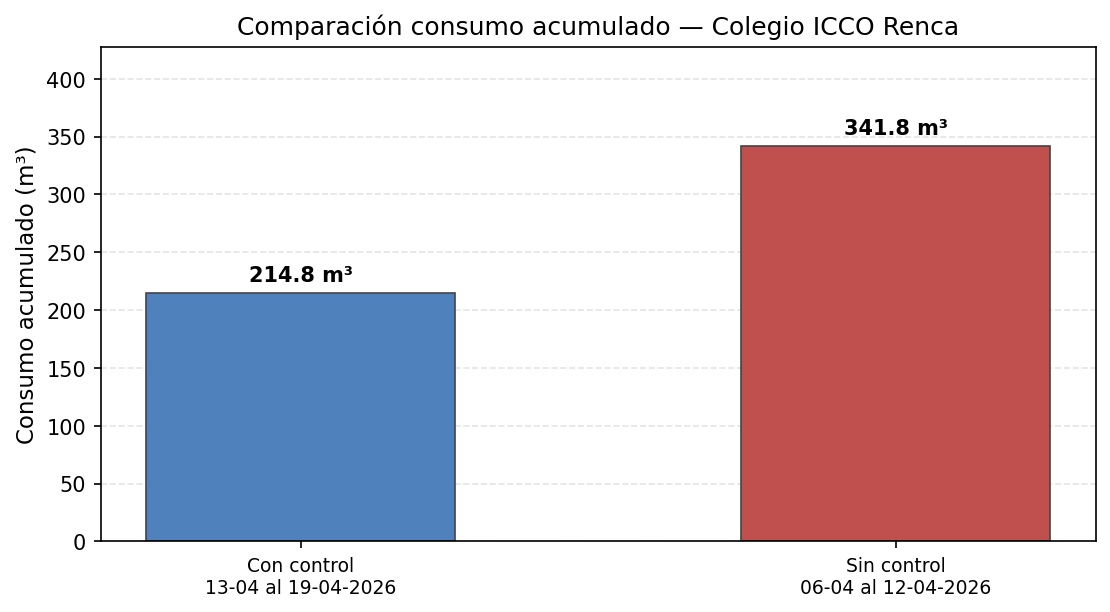 Comparación consumo acumulado — Colegio ICCO Renca
Consumo acumulado (m³)
400
350
300
250
200
150
100
50
0
214.8 m³
341.8 m³
Con control
13-04 al 19-04-2026
Sin control
06-04 al 12-04-2026